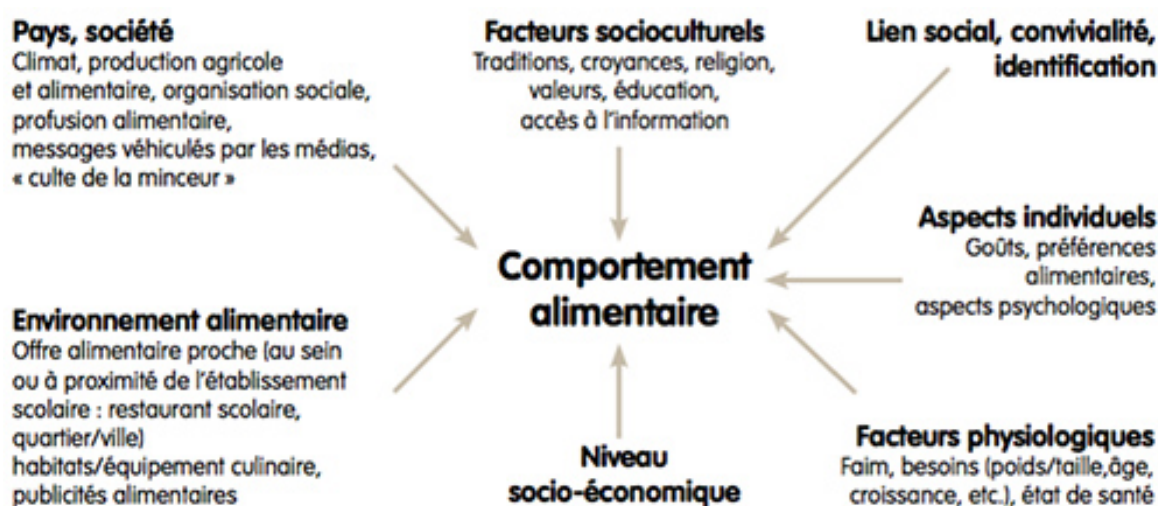 Pays, société
Climat, production agricole
et alimentaire, organisation sociale,
profusion alimentaire,
messages véhiculés par les médias,
« culte de la minceur »
Facteurs socioculturels
Traditions, croyances, religion,
valeurs, éducation,
accès à l'information
Lien social, convivialité,
identification
Comportement
alimentaire
Aspects individuels
Goûts, préférences
alimentaires,
aspects psychologiques
Environnement alimentaire
Offre alimentaire proche (au sein
ou à proximité de l'établissement
scolaire : restaurant scolaire,
quartier/ville)
habitats/équipement culinaire,
publicités alimentaires
Niveau
socio-économique
Facteurs physiologiques
Faim, besoins (poids/taille,âge,
croissance, etc.), état de santé